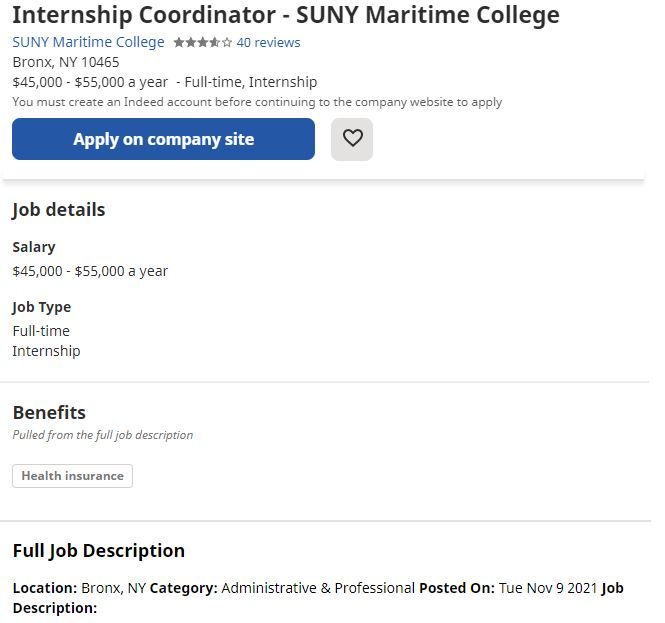 Internship Coordinator - SUNY Maritime College
SUNY Maritime College 40 reviews
Bronx, NY 10465
$45,000 - $55,000 a year - Full-time, Internship
You must create an Indeed account before continuing to the company website to apply
Apply on company site
Job details
Salary
$45,000 - $55,000 a year
Job Type
Full-time
Internship
Benefits
Pulled from the full job description
Health insurance
Full Job Description
Location: Bronx, NY Category: Administrative & Professional Posted On: Tue Nov 9 2021 Job
Description: